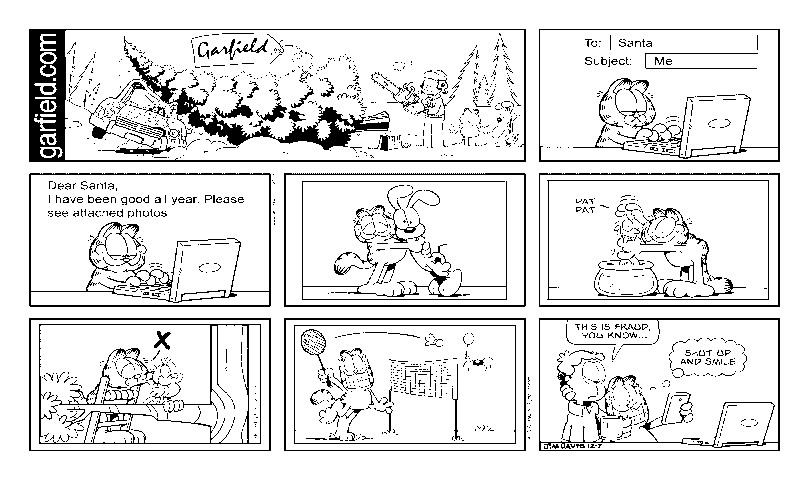 garfield.com
Garfield
To: Santa
Subject: Me
Dear Santa,
I have been good all year. Please
see attached photos
PAT
PAT
X
THIS IS FRAUD,
YOU KNOW...
SHUT UP
AND SMILE
JIM DAVIS 12-7